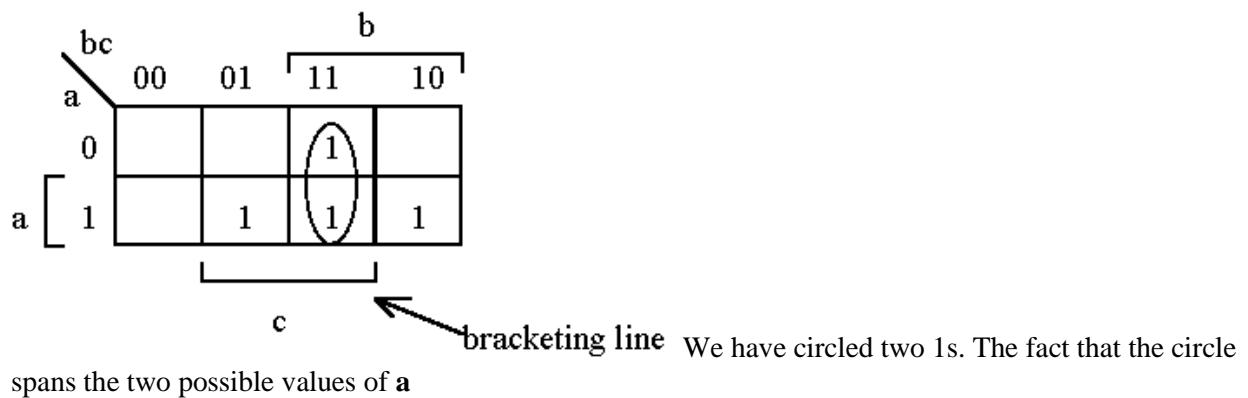 b
bc
00 01 11 10
a
0 1
a 1 1 1 1
c
bracketing line We have circled two 1s. The fact that the circle
spans the two possible values of a